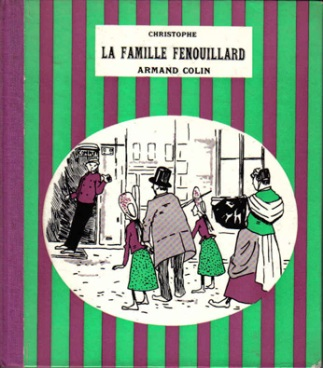 CHRISTOPHE
LA FAMILLE FENOUILLARD
ARMAND COLIN